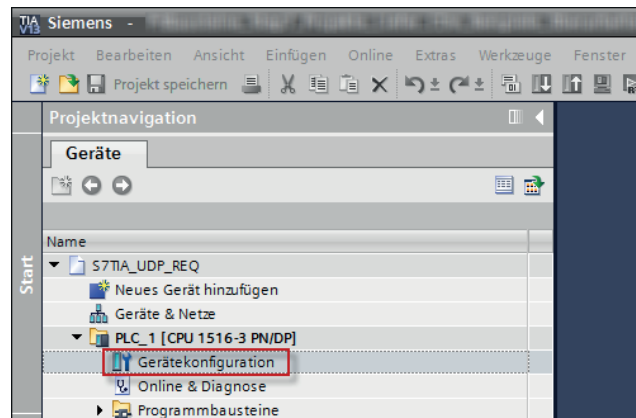 TIA
V13
Siemens -
Projekt Bearbeiten Ansicht Einfügen Online Extras Werkzeuge Fenster
Projekt speichern
Projektnavigation
Geräte
Name
S7TIA_UDP_REQ
Neues Gerät hinzufügen
Geräte & Netze
PLC_1 [CPU 1516-3 PN/DP]
Gerätekonfiguration
Online & Diagnose
Programmbausteine
Start